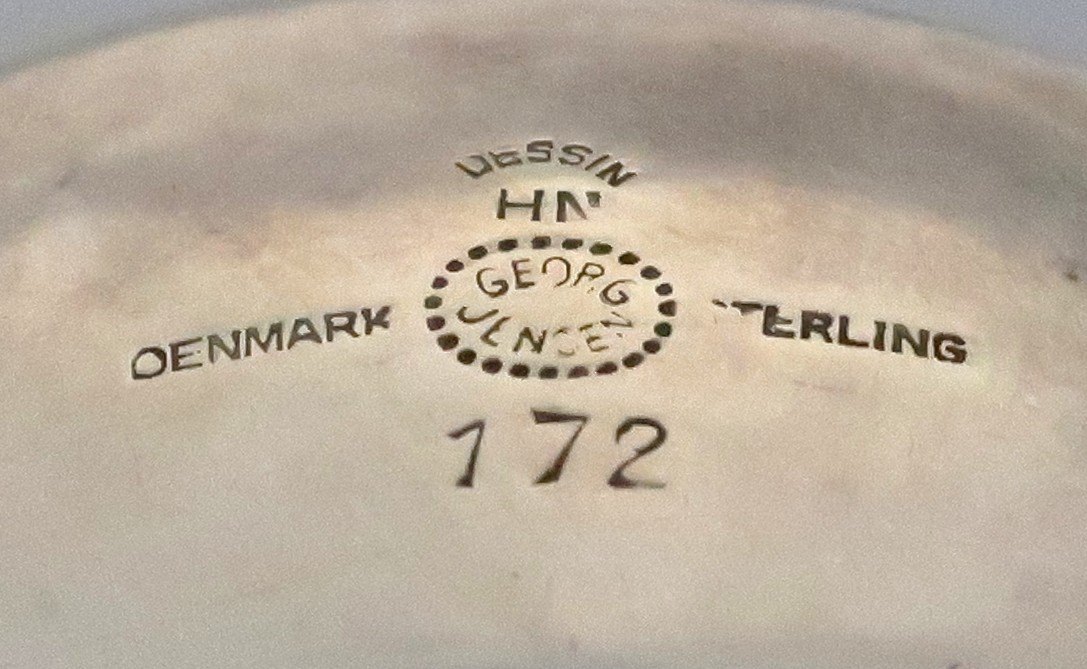 DESSIN
HN
GEORG
JENSEN
DENMARK
STERLING
172